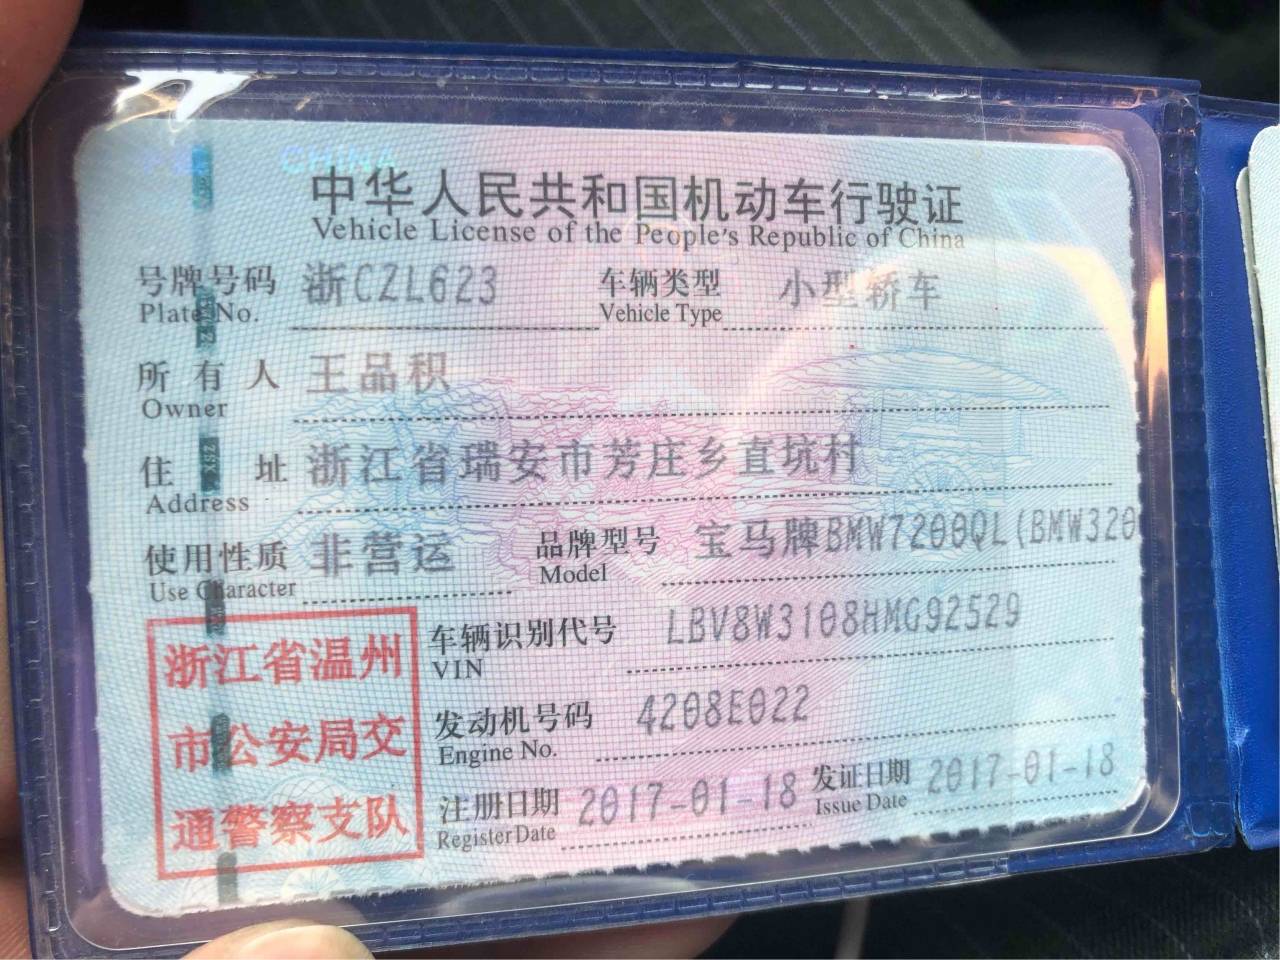 CHINA
中华人民共和国机动车行驶证
Vehicle License of the People's Republic of China
号牌号码 浙CZL623 车辆类型 小型轿车
Plate No. Vehicle Type
所有人 王品积
Owner
住址 浙江省瑞安市芳庄乡直坑村
Address
使用性质 非营运 品牌型号 宝马牌BMW7200QL(BMW320
Use Character Model
车辆识别代号 LBV8W3108HMG92529
VIN
发动机号码 4208E022
Engine No.
注册日期 2017-01-18 发证日期 2017-01-18
Register Date Issue Date
浙江省温州
市公安局交
通警察支队